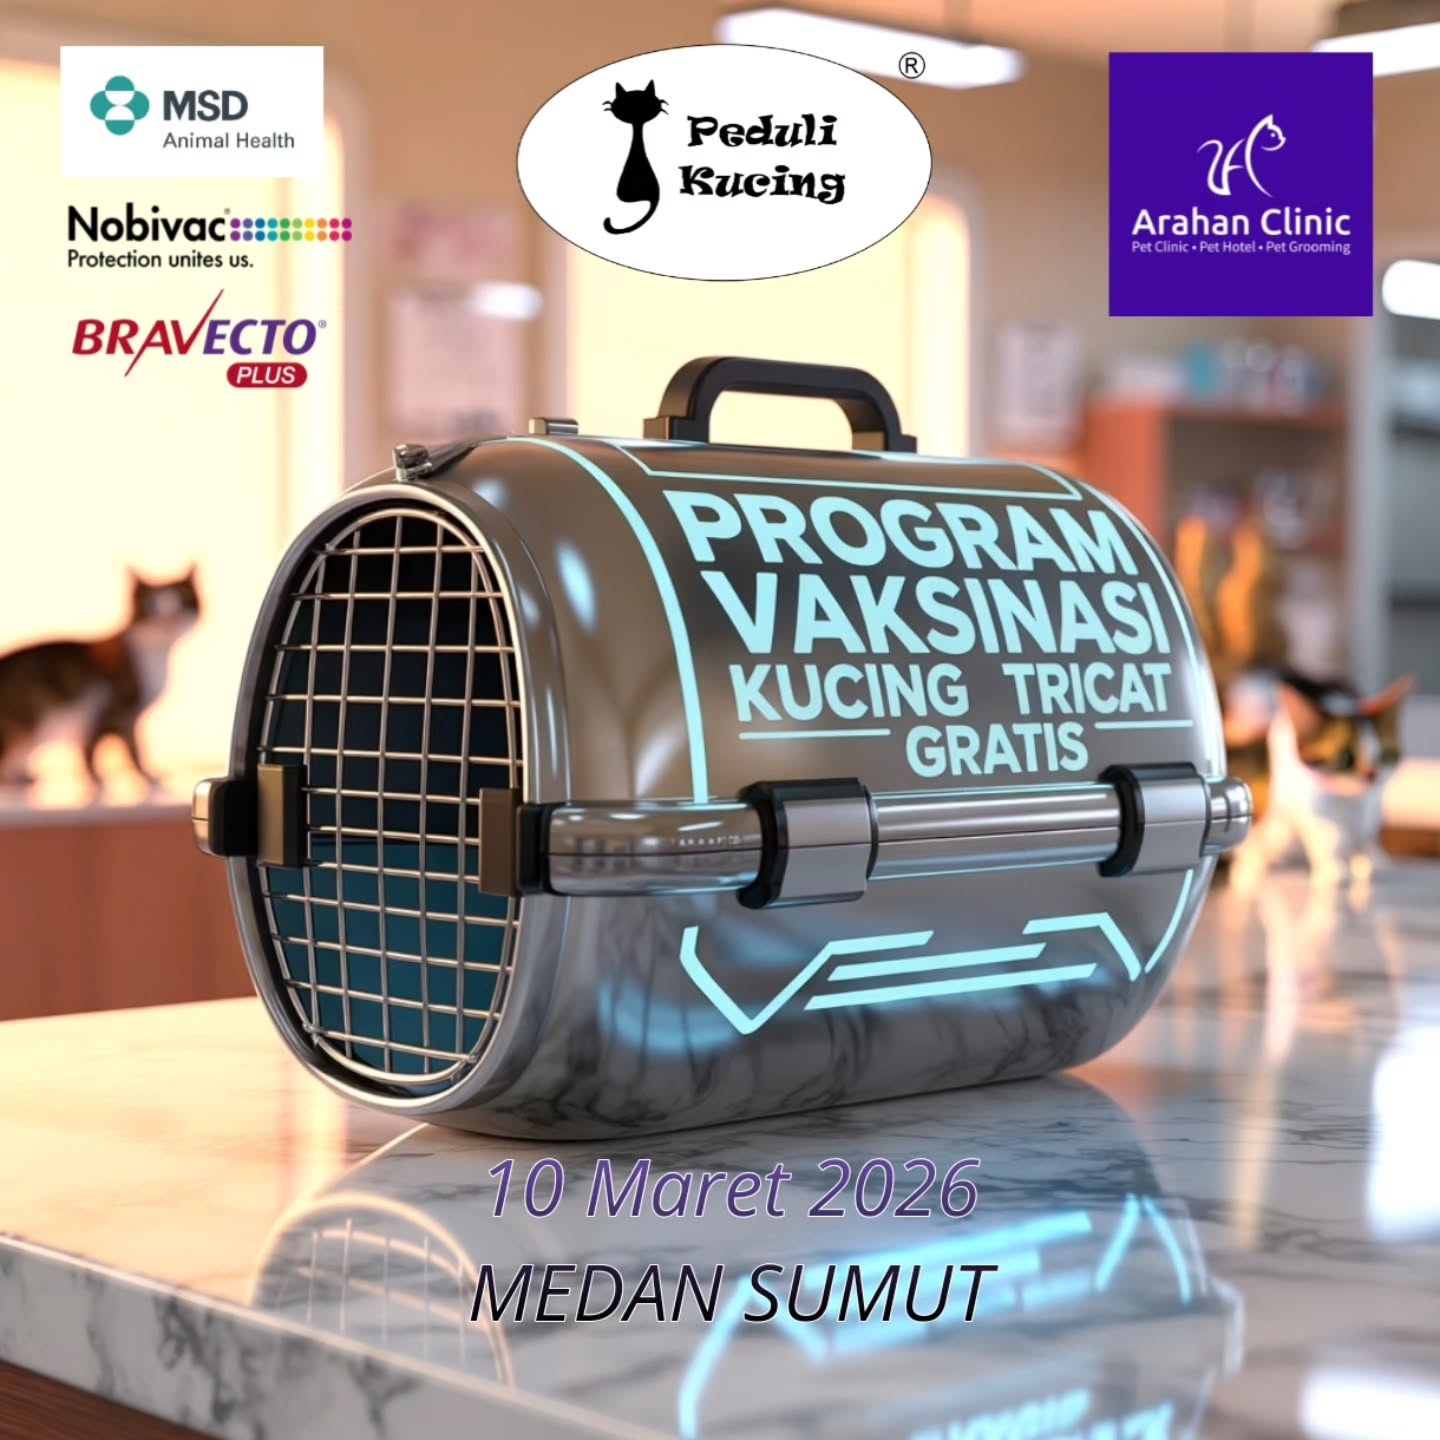 MSD
Animal Health
Nobivac®
Protection unites us.
BRAVECTO®
PLUS
®
Peduli
Kucing
Arahan Clinic
Pet Clinic • Pet Hotel • Pet Grooming
PROGRAM
VAKSINASI
KUCING TRICAT
GRATIS
10 Maret 2026
MEDAN SUMUT